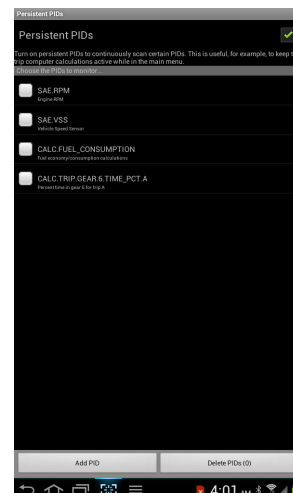 Persistent PIDs
Persistent PIDs
Turn on persistent PIDs to continuously scan certain PIDs. This is useful, for example, to keep t
trip computer calculations active while in the main menu.
Choose the PIDs to monitor...
SAE.RPM
Engine RPM
SAE.VSS
Vehicle Speed Sensor
CALC.FUEL_CONSUMPTION
Fuel economy/consumption calculations
CALC.TRIP.GEAR.6.TIME_PCT.A
Percent time in gear 6 for trip A
Add PID
Delete PIDs (0)
4:01 AM